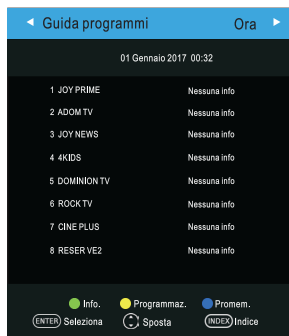 Guida programmi Ora
01 Gennaio 2017 00:32
1 JOY PRIME Nessuna info
2 ADOM TV Nessuna info
3 JOY NEWS Nessuna info
4 4KIDS Nessuna info
5 DOMINION TV Nessuna info
6 ROCK TV Nessuna info
7 CINE PLUS Nessuna info
8 RESER VE2 Nessuna info
Info. Programmaz. Promem.
ENTER Seleziona Sposta INDEX Indice